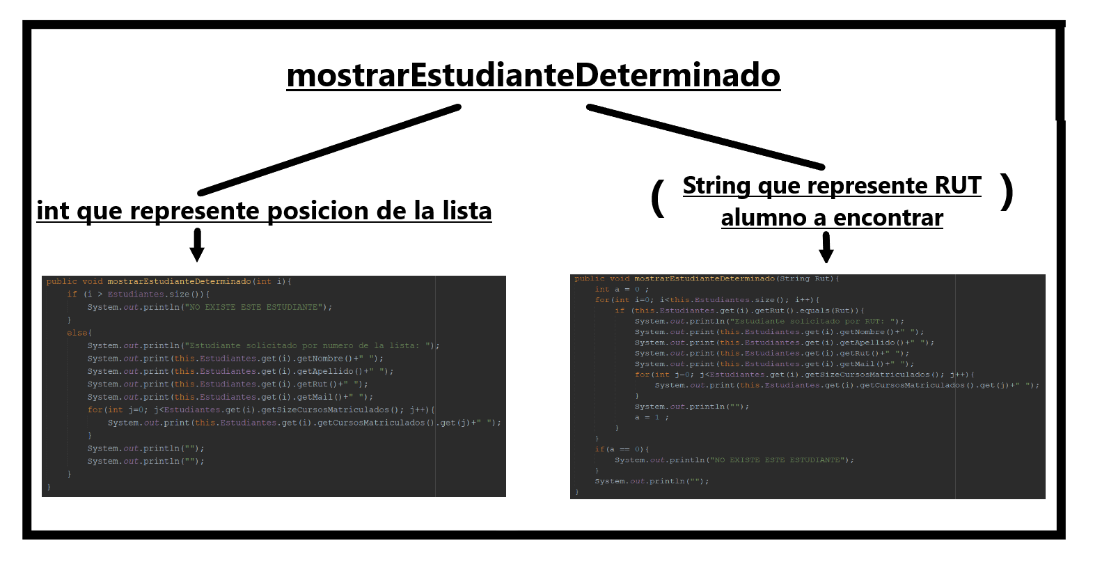 mostrarEstudianteDeterminado
int que represente posicion de la lista
( String que represente RUT )
alumno a encontrar
public void mostrarEstudianteDeterminado(int i){
if (i > Estudiantes.size()){
System.out.println("NO EXISTE ESTE ESTUDIANTE");
}
else{
System.out.println("Estudiante solicitado por numero de la lista: ");
System.out.print(this.Estudiantes.get(i).getNombre()+" ");
System.out.print(this.Estudiantes.get(i).getApellido()+" ");
System.out.print(this.Estudiantes.get(i).getRut()+" ");
System.out.print(this.Estudiantes.get(i).getMail()+" ");
for(int j=0; j<Estudiantes.get(i).getSizeCursosMatriculados(); j++){
System.out.print(this.Estudiantes.get(i).getCursosMatriculados().get(j)+" ");
}
System.out.println("");
System.out.println("");
}
}
public void mostrarEstudianteDeterminado(String Rut){
int a = 0 ;
for(int i=0; i<this.Estudiantes.size(); i++){
if (this.Estudiantes.get(i).getRut().equals(Rut)){
System.out.println("Estudiante solicitado por RUT: ");
System.out.print(this.Estudiantes.get(i).getNombre()+" ");
System.out.print(this.Estudiantes.get(i).getApellido()+" ");
System.out.print(this.Estudiantes.get(i).getRut()+" ");
System.out.print(this.Estudiantes.get(i).getMail()+" ");
for(int j=0; j<Estudiantes.get(i).getSizeCursosMatriculados(); j++){
System.out.print(this.Estudiantes.get(i).getCursosMatriculados().get(j)+" ");
}
System.out.println("");
a = 1 ;
}
}
if(a == 0){
System.out.println("NO EXISTE ESTE ESTUDIANTE");
}
System.out.println("");
}